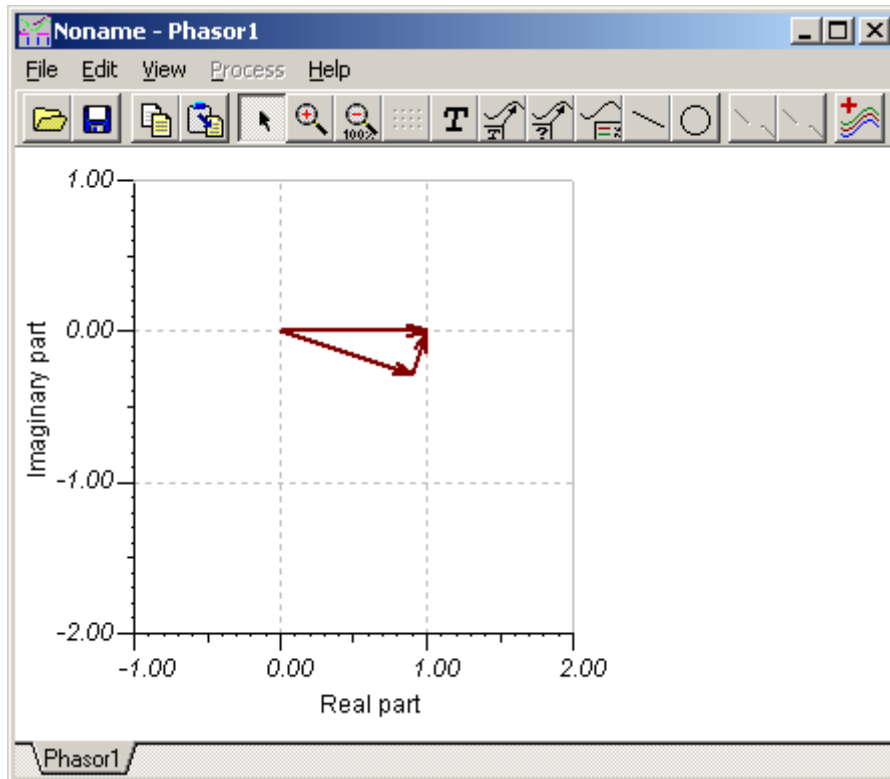 Noname - Phasor1
File Edit View Process Help
100% T T ?
1.00
0.00
-1.00
-2.00
Imaginary part
-1.00 0.00 1.00 2.00
Real part
Phasor1